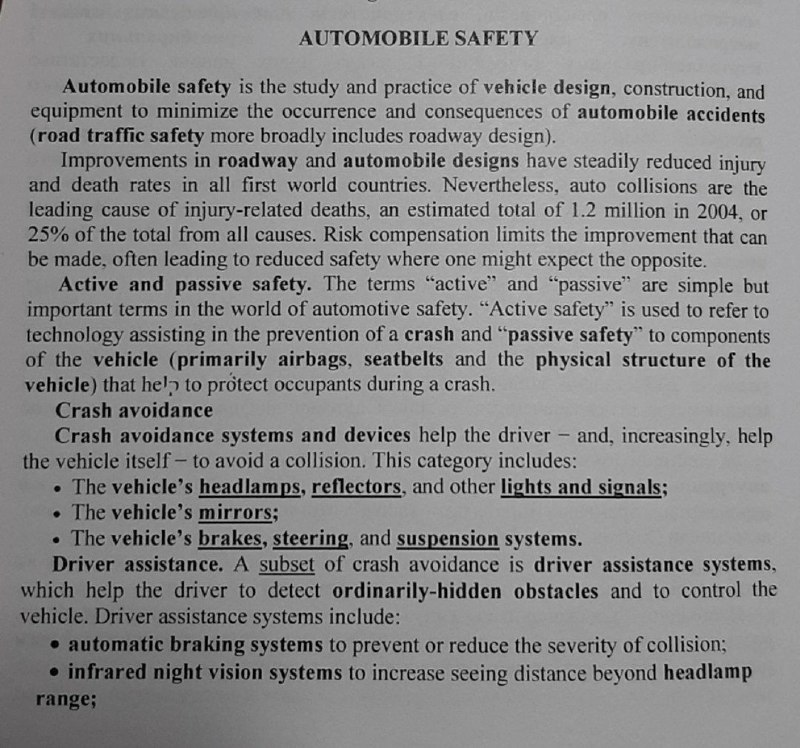 AUTOMOBILE SAFETY
Automobile safety is the study and practice of vehicle design, construction, and
equipment to minimize the occurrence and consequences of automobile accidents
(road traffic safety more broadly includes roadway design).
Improvements in roadway and automobile designs have steadily reduced injury
and death rates in all first world countries. Nevertheless, auto collisions are the
leading cause of injury-related deaths, an estimated total of 1.2 million in 2004, or
25% of the total from all causes. Risk compensation limits the improvement that can
be made, often leading to reduced safety where one might expect the opposite.
Active and passive safety. The terms “active” and “passive” are simple but
important terms in the world of automotive safety. “Active safety” is used to refer to
technology assisting in the prevention of a crash and “passive safety” to components
of the vehicle (primarily airbags, seatbelts and the physical structure of the
vehicle) that help to protect occupants during a crash.
Crash avoidance
Crash avoidance systems and devices help the driver – and, increasingly, help
the vehicle itself – to avoid a collision. This category includes:
• The vehicle’s headlamps, reflectors, and other lights and signals;
• The vehicle’s mirrors;
• The vehicle’s brakes, steering, and suspension systems.
Driver assistance. A subset of crash avoidance is driver assistance systems,
which help the driver to detect ordinarily-hidden obstacles and to control the
vehicle. Driver assistance systems include:
• automatic braking systems to prevent or reduce the severity of collision;
• infrared night vision systems to increase seeing distance beyond headlamp
range;